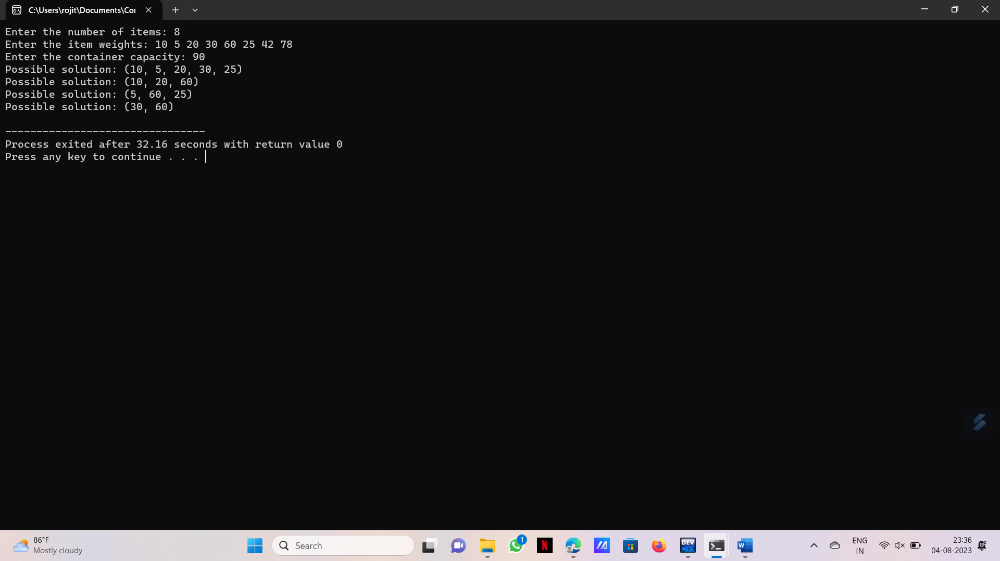 C:\Users\rojit\Documents\Co
Enter the number of items: 8
Enter the item weights: 10 5 20 30 60 25 42 78
Enter the container capacity: 90
Possible solution: (10, 5, 20, 30, 25)
Possible solution: (10, 20, 60)
Possible solution: (5, 60, 25)
Possible solution: (30, 60)
--------------------------------
Process exited after 32.16 seconds with return value 0
Press any key to continue . . .
86°F
Mostly cloudy
Search
1
N
DEV
C++
W
ENG
IN
23:36
04-08-2023